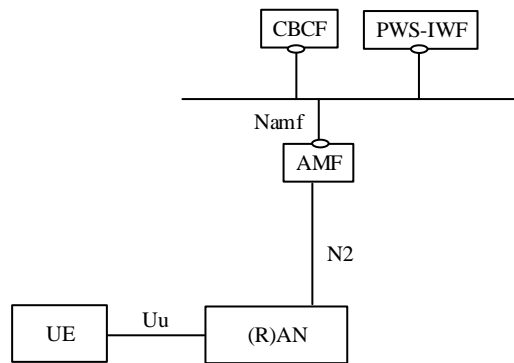 CBCF
PWS-IWF
Namf
AMF
N2
UE
Uu
(R)AN